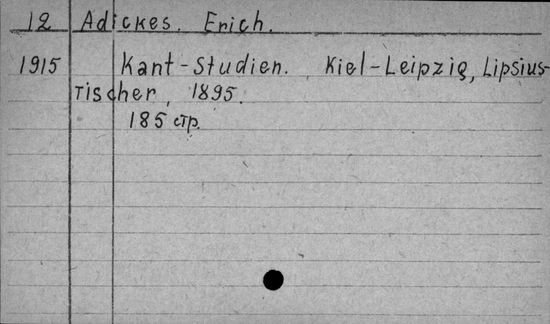 12 Adickes. Erich.
1915 Kant-Studien. Kiel-Leipzig, Lipsius-
Tischer, 1895.
185 стр.